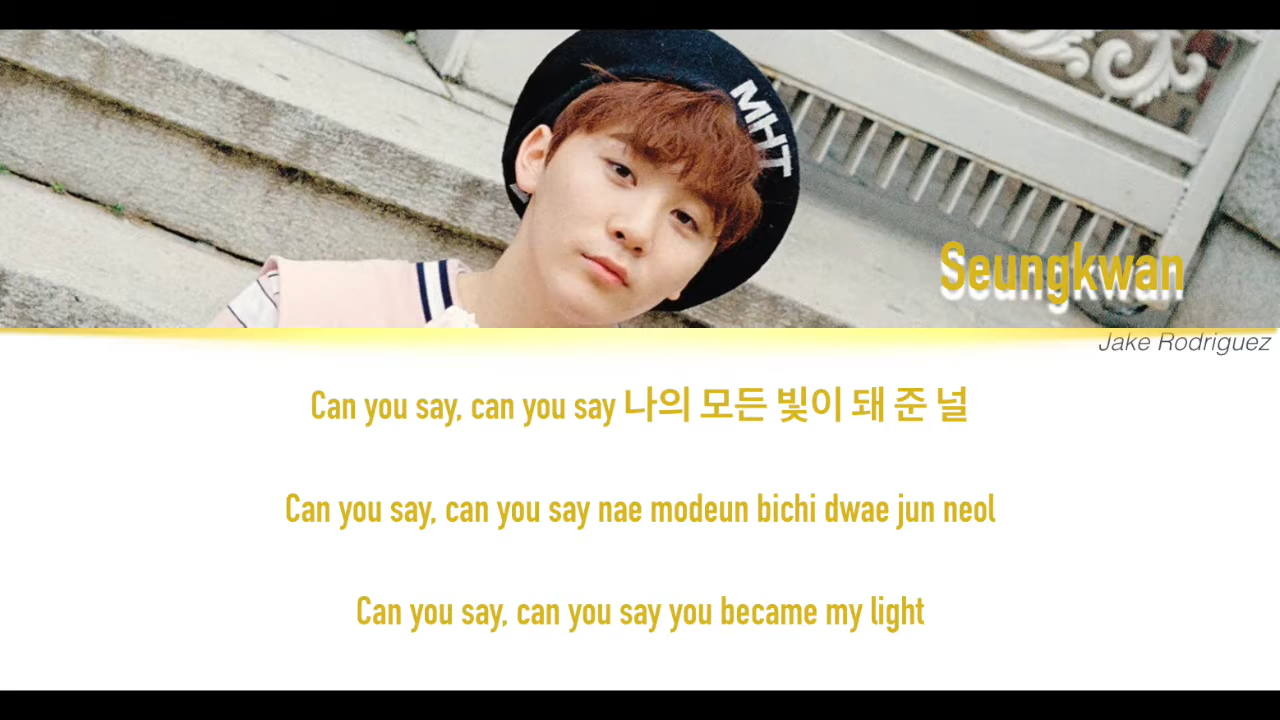 MHT
Seungkwan
Jake Rodriguez
Can you say, can you say 나의 모든 빛이 돼 준 널
Can you say, can you say nae modeun bichi dwae jun neol
Can you say, can you say you became my light